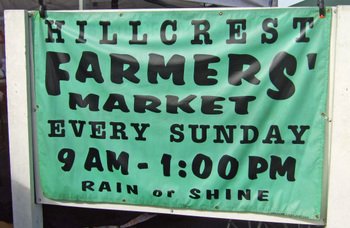 HILLCREST
FARMERS'
MARKET
EVERY SUNDAY
9 AM - 1:00 PM
RAIN or SHINE